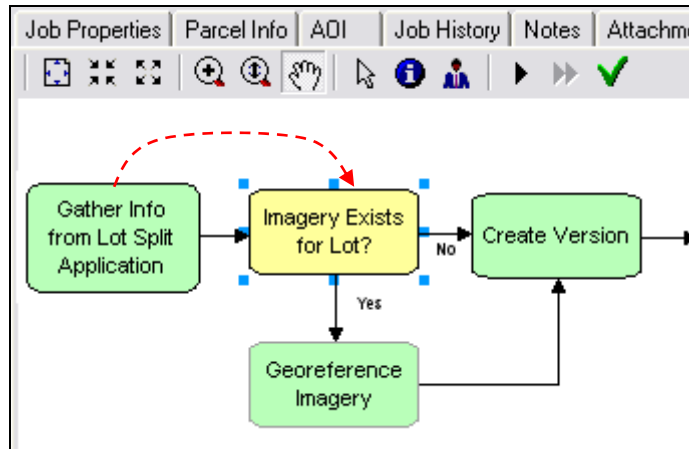 Job Properties Parcel Info AOI Job History Notes Attachme
Gather Info
from Lot Split
Application
Imagery Exists
for Lot?
No
Create Version
Yes
Georeference
Imagery